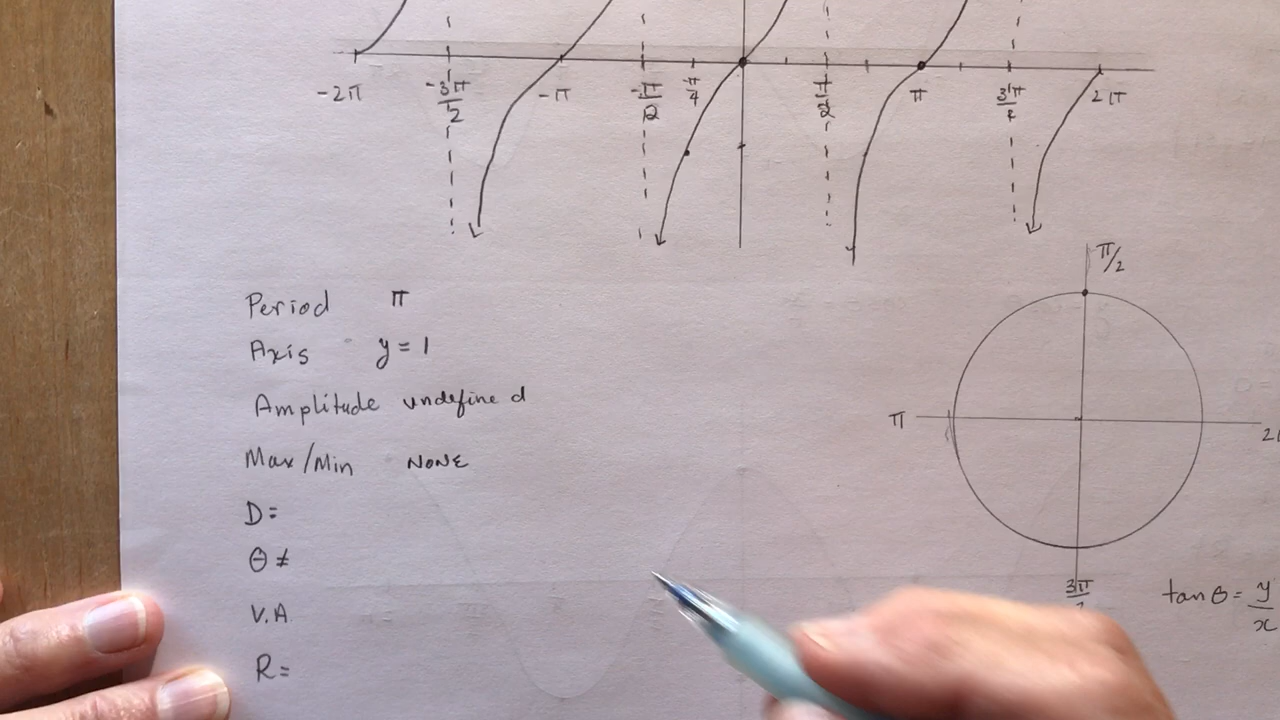 -2π -3π/2 -π -π/2 -π/4 π/2 π 3π/2 2π
π/2
Period π
Axis y = 1
Amplitude undefined
π
Max/Min NONE
D =
θ ≠
V.A.
3π
tan θ = y/x
R =